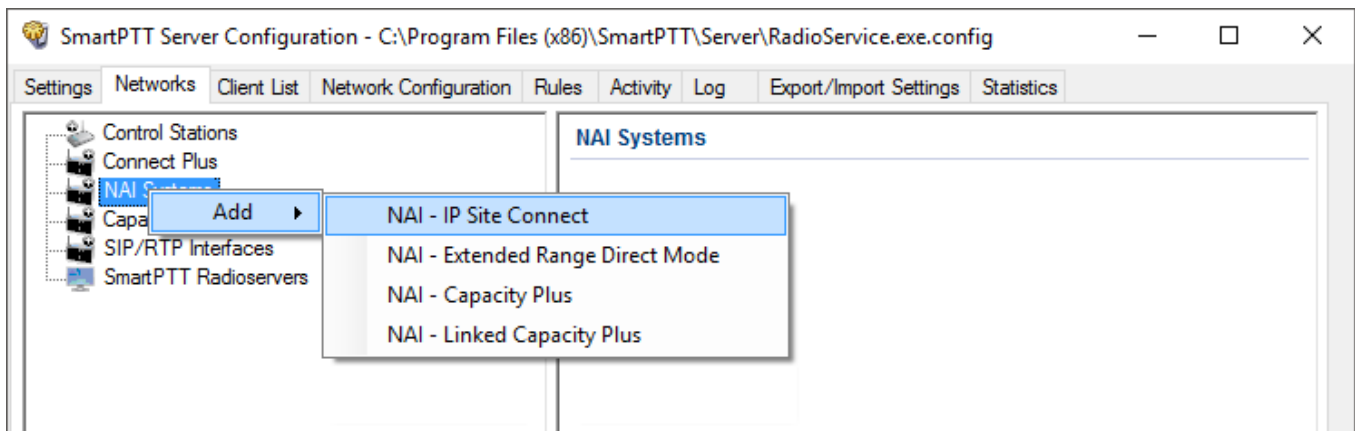 SmartPTT Server Configuration - C:\Program Files (x86)\SmartPTT\Server\RadioService.exe.config
Settings Networks Client List Network Configuration Rules Activity Log Export/Import Settings Statistics
Control Stations
Connect Plus
NAI Systems
Capa
SIP/RTP Interfaces
SmartPTT Radioservers
Add
NAI - IP Site Connect
NAI - Extended Range Direct Mode
NAI - Capacity Plus
NAI - Linked Capacity Plus
NAI Systems